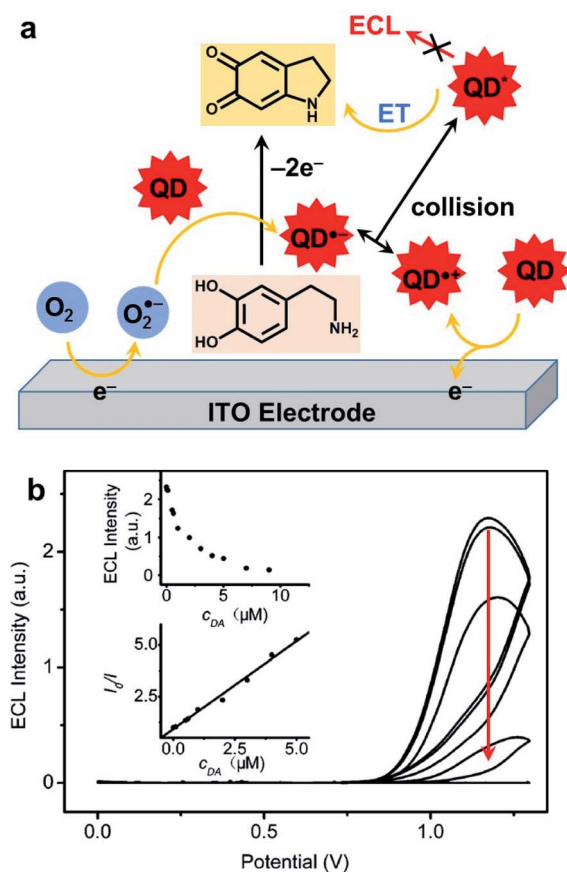 a
ECL
QD*
O
O
N
H
ET
–2e⁻
QD
QD•–
collision
QD•+
QD
O₂
O₂•–
HO
HO
NH₂
e⁻
e⁻
ITO Electrode
b
ECL Intensity (a.u.)
2
1
0
0.0
0.5
1.0
Potential (V)
ECL Intensity
(a.u.)
2
1
0
0
5
10
c_DA (μM)
I₀/I
5.0
2.5
0.0
2.5
5.0
c_DA (μM)